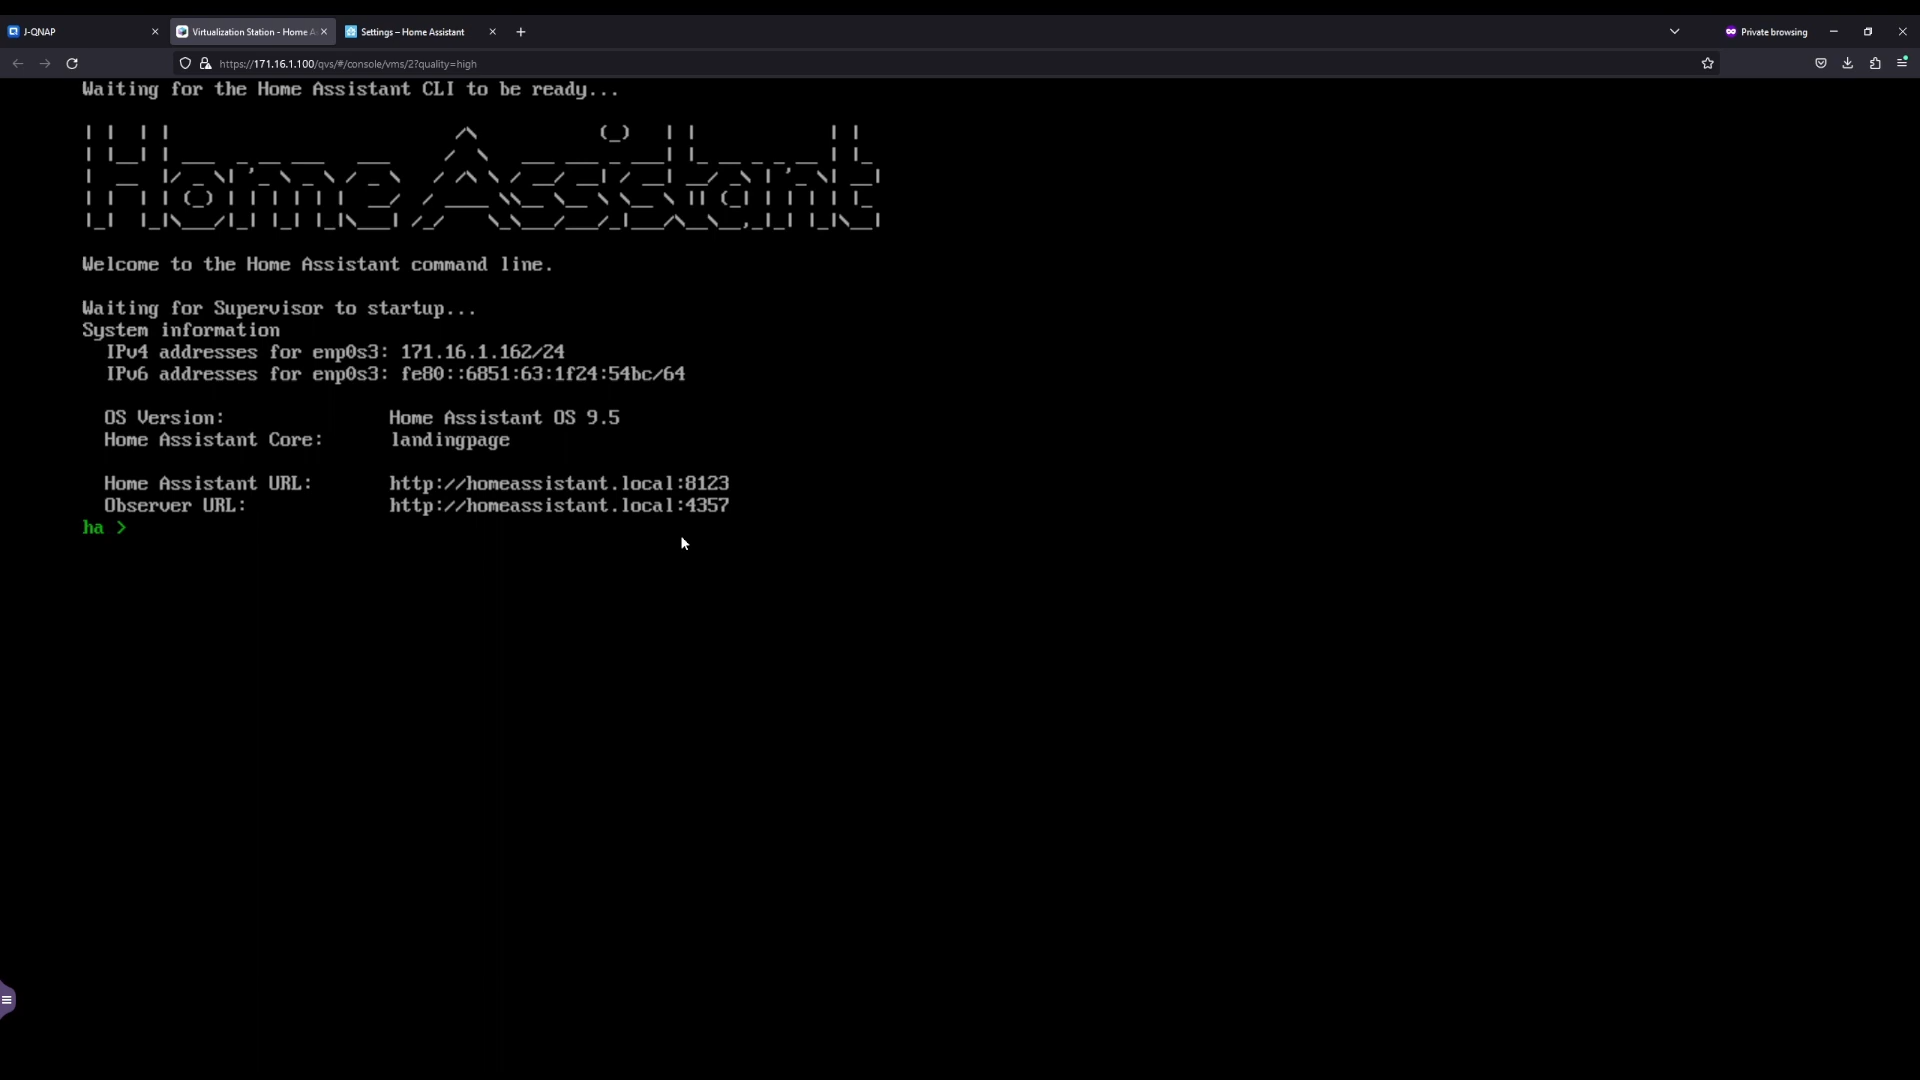 J-QNAP
Virtualization Station - Home A
Settings – Home Assistant
Private browsing
https://171.16.1.100/qvs/#/console/vms/2?quality=high
Waiting for the Home Assistant CLI to be ready...
Home Assistant
Welcome to the Home Assistant command line.
Waiting for Supervisor to startup...
System information
IPv4 addresses for enp0s3: 171.16.1.162/24
IPv6 addresses for enp0s3: fe80::6851:63:1f24:54bc/64
OS Version: Home Assistant OS 9.5
Home Assistant Core: landingpage
Home Assistant URL: http://homeassistant.local:8123
Observer URL: http://homeassistant.local:4357
ha >